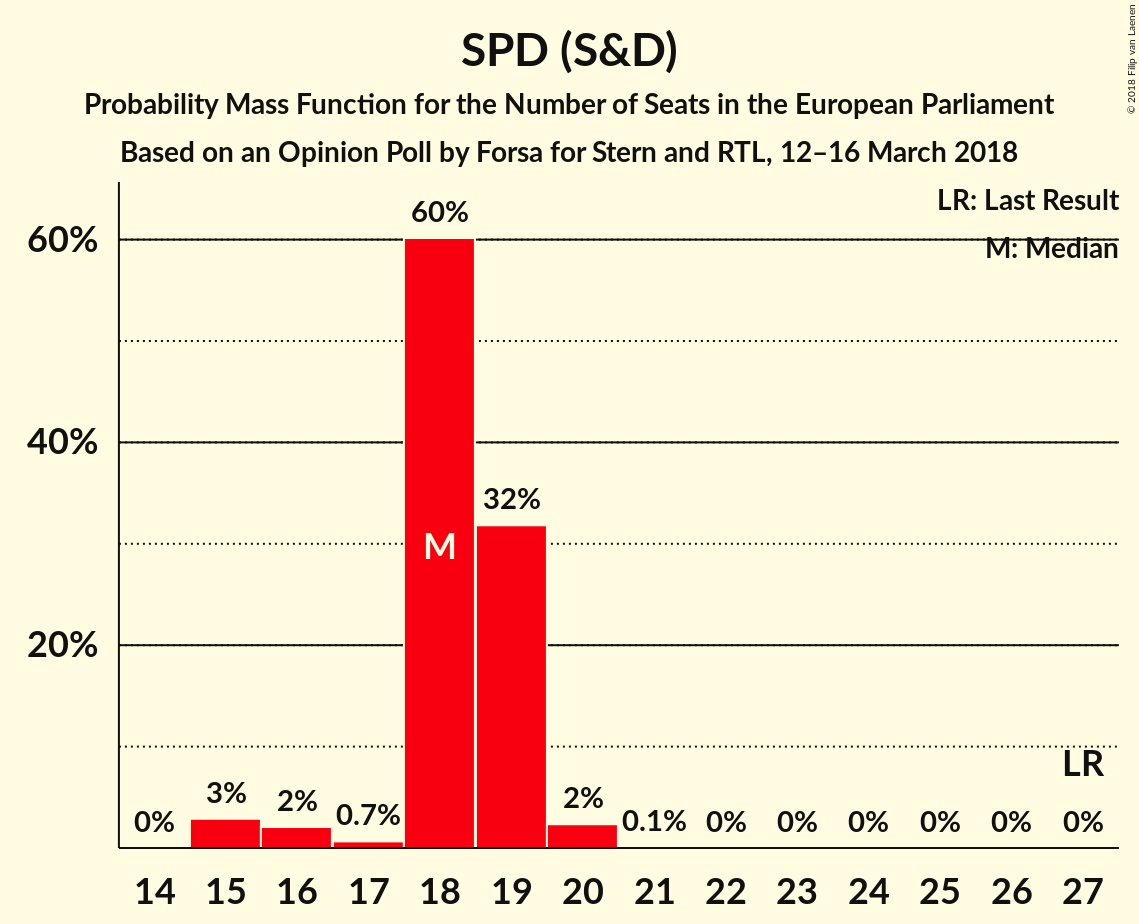 SPD (S&D)
Probability Mass Function for the Number of Seats in the European Parliament
Based on an Opinion Poll by Forsa for Stern and RTL, 12–16 March 2018
© 2018 Filip van Laenen
LR: Last Result
M: Median
60%
40%
20%
0%
3%
2%
0.7%
60%
M
32%
2%
0.1%
0%
0%
0%
0%
0%
LR
0%
14 15 16 17 18 19 20 21 22 23 24 25 26 27